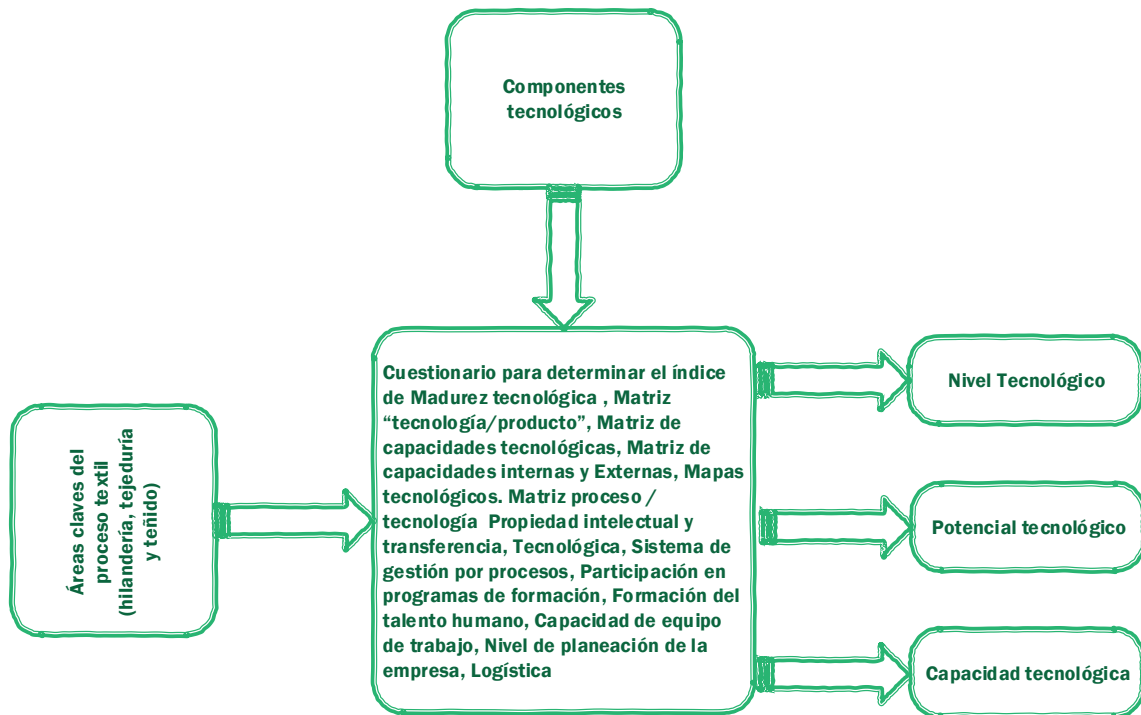 Componentes
tecnológicos
Áreas claves del
proceso textil
(hilandería, tejeduría
y teñido)
Cuestionario para determinar el índice
de Madurez tecnológica , Matriz
“tecnología/producto”, Matriz de
capacidades tecnológicas, Matriz de
capacidades internas y Externas, Mapas
tecnológicos. Matriz proceso /
tecnología  Propiedad intelectual y
transferencia, Tecnológica, Sistema de
gestión por procesos, Participación en
programas de formación, Formación del
talento humano, Capacidad de equipo
de trabajo, Nivel de planeación de la
empresa, Logística
Nivel Tecnológico
Potencial tecnológico
Capacidad tecnológica